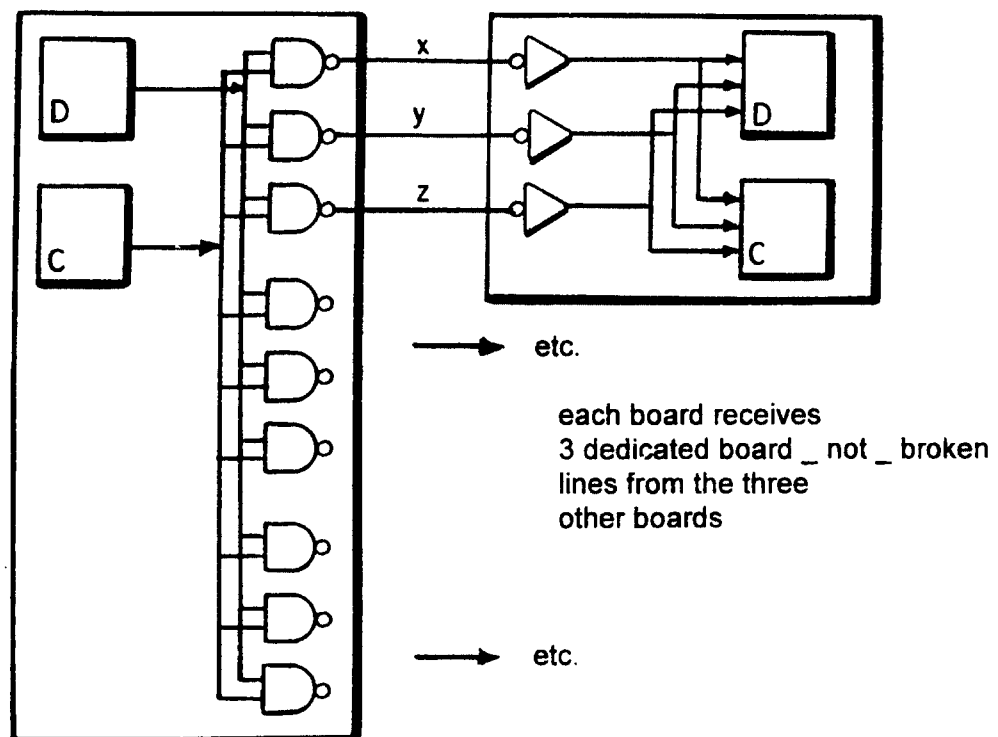 D
C
x
y
z
D
C
etc.
each board receives
3 dedicated board _ not _ broken
lines from the three
other boards
etc.